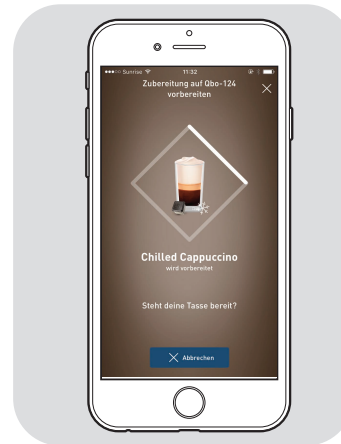 Sunrise 11:32
Zubereitung auf Qbo-124
vorbereiten
Chilled Cappuccino
wird vorbereitet
Steht deine Tasse bereit?
Abbrechen